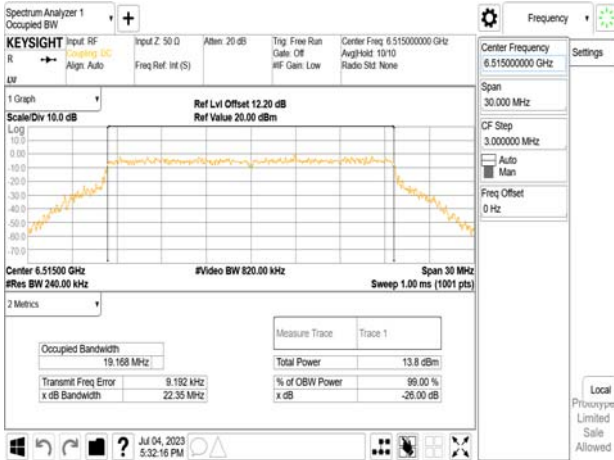 Spectrum Analyzer 1
Occupied BW
Frequency
KEYSIGHT
R
Input: RF
Coupling: DC
Align: Auto
Input Z: 50 Ω
Freq Ref: Int (S)
Atten: 20 dB
Trig: Free Run
Gate: Off
#IF Gain: Low
Center Freq: 6.515000000 GHz
Avg|Hold: 10/10
Radio Std: None
Center Frequency
6.515000000 GHz
Settings
Span
30.000 MHz
CF Step
3.000000 MHz
Auto
Man
Freq Offset
0 Hz
1 Graph
Scale/Div 10.0 dB
Ref Lvl Offset 12.20 dB
Ref Value 20.00 dBm
Log
10.0
0.00
-10.0
-20.0
-30.0
-40.0
-50.0
-60.0
-70.0
Center 6.51500 GHz
#Res BW 240.00 kHz
#Video BW 820.00 kHz
Span 30 MHz
Sweep 1.00 ms (1001 pts)
2 Metrics
Measure Trace
Trace 1
Occupied Bandwidth
19.168 MHz
Total Power
13.8 dBm
Transmit Freq Error
9.192 kHz
% of OBW Power
99.00 %
x dB Bandwidth
22.35 MHz
x dB
-26.00 dB
Local
Prototype
Limited
Sale
Allowed
?
Jul 04, 2023
5:32:16 PM